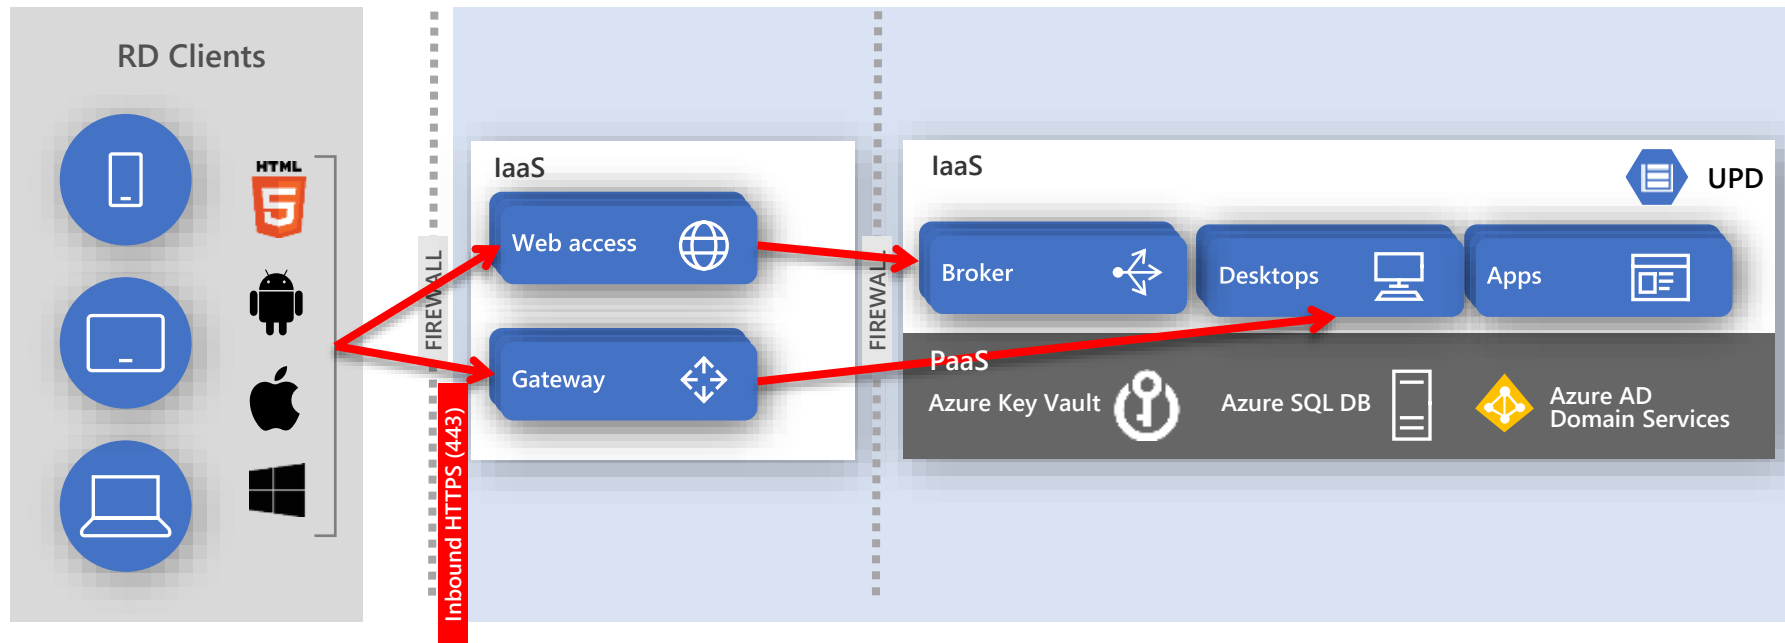 RD Clients
HTML
5
FIREWALL
Inbound HTTPS (443)
IaaS
Web access
Gateway
FIREWALL
IaaS
UPD
Broker
Desktops
Apps
PaaS
Azure Key Vault
Azure SQL DB
Azure AD
Domain Services